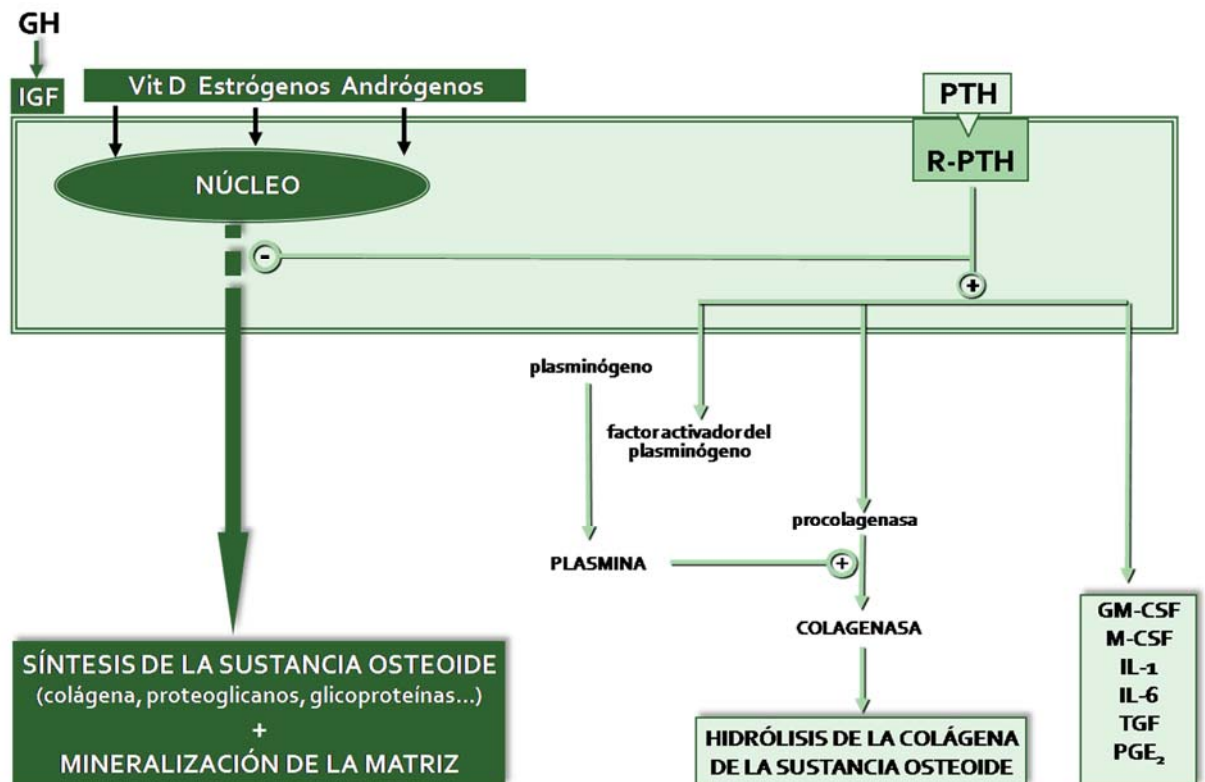 GH
IGF
Vit D Estrógenos Andrógenos
PTH
R-PTH
NÚCLEO
-
+
plasminógeno
factor activador del
plasminógeno
procolagenasa
PLASMINA
+
COLAGENASA
GM-CSF
M-CSF
IL-1
IL-6
TGF
PGE₂
SÍNTESIS DE LA SUSTANCIA OSTEOIDE
(colágena, proteoglicanos, glicoproteínas...)
+
MINERALIZACIÓN DE LA MATRIZ
HIDRÓLISIS DE LA COLÁGENA
DE LA SUSTANCIA OSTEOIDE